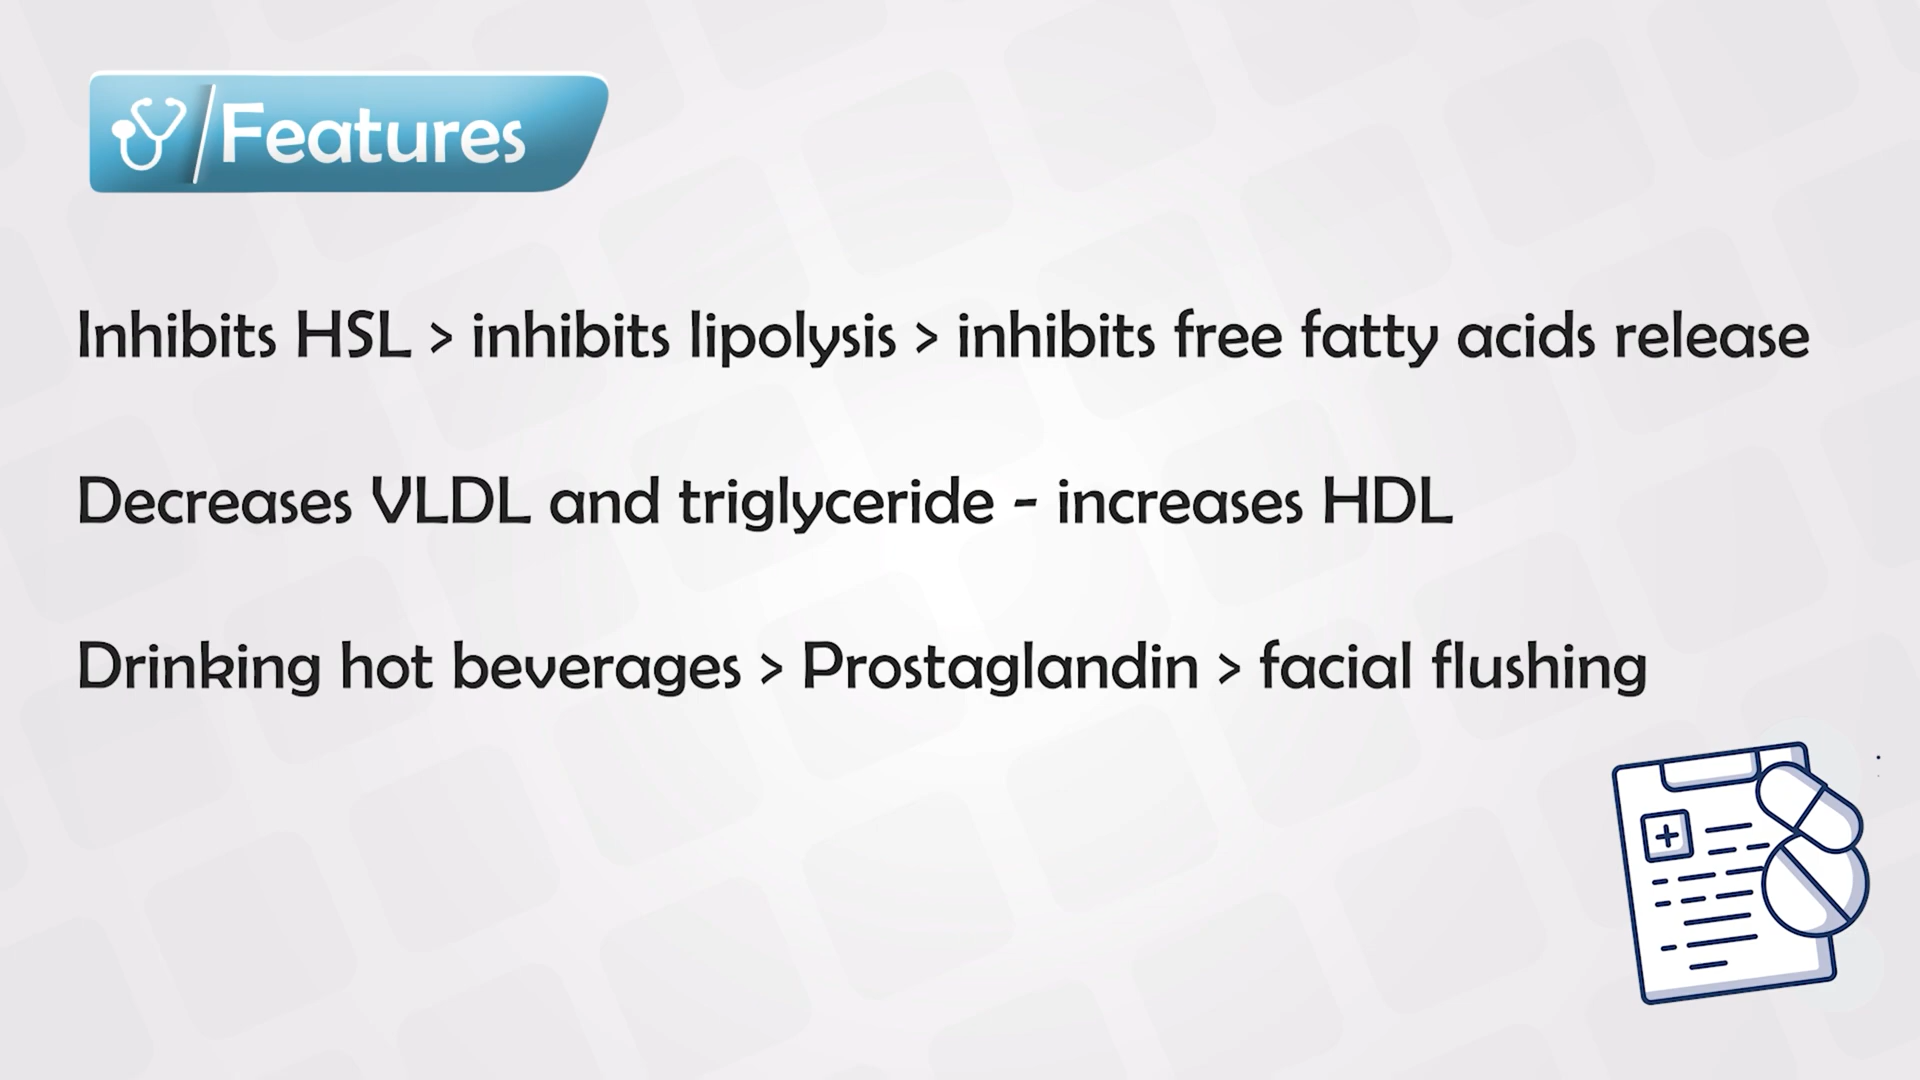 Features
Inhibits HSL > inhibits lipolysis > inhibits free fatty acids release
Decreases VLDL and triglyceride - increases HDL
Drinking hot beverages > Prostaglandin > facial flushing